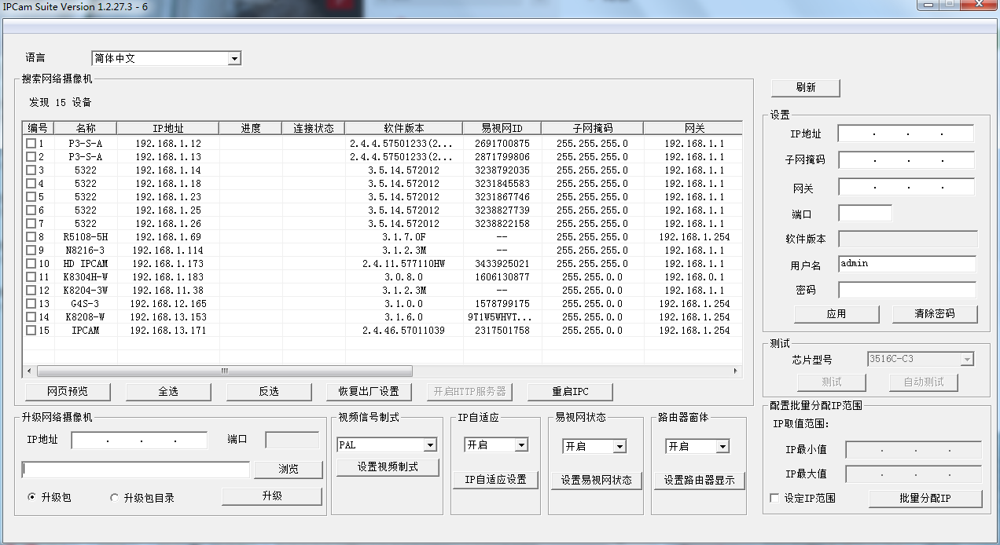 IPCam Suite Version 1.2.27.3 - 6
语言 简体中文
搜索网络摄像机
发现 15 设备
刷新
编号 名称 IP地址 进度 连接状态 软件版本 易视网ID 子网掩码 网关
1 P3-S-A 192.168.1.12 2.4.4.57501233(2... 2691700875 255.255.255.0 192.168.1.1
2 P3-S-A 192.168.1.13 2.4.4.57501233(2... 2871799806 255.255.255.0 192.168.1.1
3 5322 192.168.1.14 3.5.14.572012 3238792035 255.255.255.0 192.168.1.1
4 5322 192.168.1.18 3.5.14.572012 3231845583 255.255.255.0 192.168.1.1
5 5322 192.168.1.23 3.5.14.572012 3231867746 255.255.255.0 192.168.1.1
6 5322 192.168.1.25 3.5.14.572012 3238827739 255.255.255.0 192.168.1.1
7 5322 192.168.1.26 3.5.14.572012 3238822158 255.255.255.0 192.168.1.1
8 R5108-5H 192.168.1.69 3.1.7.0F -- 255.255.255.0 192.168.1.254
9 N8216-3 192.168.1.114 3.1.2.3M -- 255.255.255.0 192.168.1.1
10 HD IPCAM 192.168.1.173 2.4.11.577110HW 3433925021 255.255.255.0 192.168.1.1
11 K8304H-W 192.168.1.183 3.0.8.0 1606130877 255.255.0.0 192.168.0.1
12 K8204-3W 192.168.11.38 3.1.2.3M -- 255.255.0.0 192.168.1.1
13 G4S-3 192.168.12.165 3.1.0.0 1578799175 255.255.0.0 192.168.1.254
14 K8208-W 192.168.13.153 3.1.6.0 9T1W5WHVT... 255.255.0.0 192.168.1.254
15 IPCAM 192.168.13.171 2.4.46.57011039 2317501758 255.255.0.0 192.168.1.254
网页预览 全选 反选 恢复出厂设置 开启HTTP服务器 重启IPC
设置
IP地址 . . .
子网掩码 . . .
网关 . . .
端口
软件版本
用户名 admin
密码
应用 清除密码
测试
芯片型号 3516C-C3
测试 自动测试
升级网络摄像机
IP地址 . . . 端口
浏览
升级包 升级包目录 升级
视频信号制式
PAL
设置视频制式
IP自适应
开启
IP自适应设置
易视网状态
开启
设置易视网状态
路由器窗体
开启
设置路由器显示
配置批量分配IP范围
IP取值范围:
IP最小值 . . .
IP最大值 . . .
设定IP范围 批量分配IP